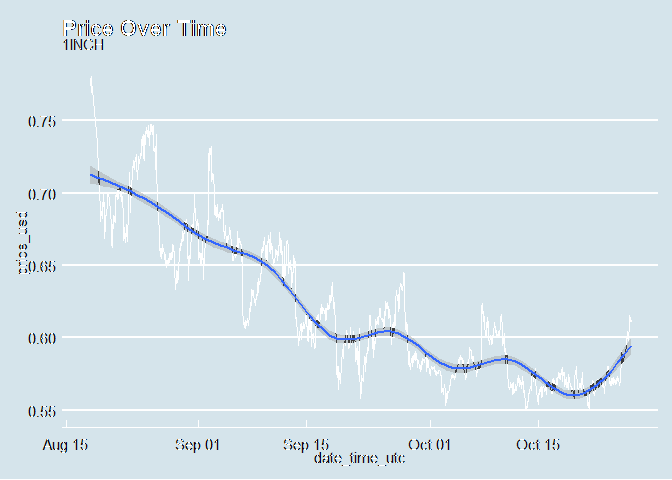 Price Over Time
1INCH
0.75
0.70
0.65
0.60
0.55
price_usd
Aug 15 Sep 01 Sep 15 Oct 01 Oct 15
date_time_utc